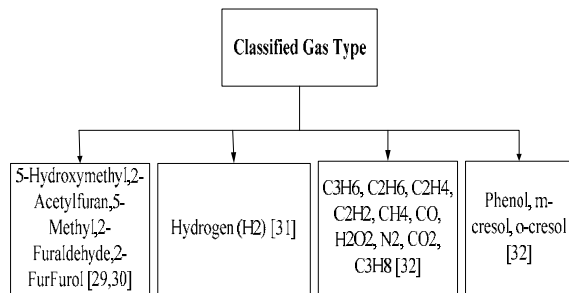 Classified Gas Type
5-Hydroxymethyl,2-
Acetylfuran,5-
Methyl,2-
Furaldehyde,2-
FurFurol [29,30]
Hydrogen (H2) [31]
C3H6, C2H6, C2H4,
C2H2, CH4, CO,
H2O2, N2, CO2,
C3H8 [32]
Phenol, m-
cresol, o-cresol
[32]